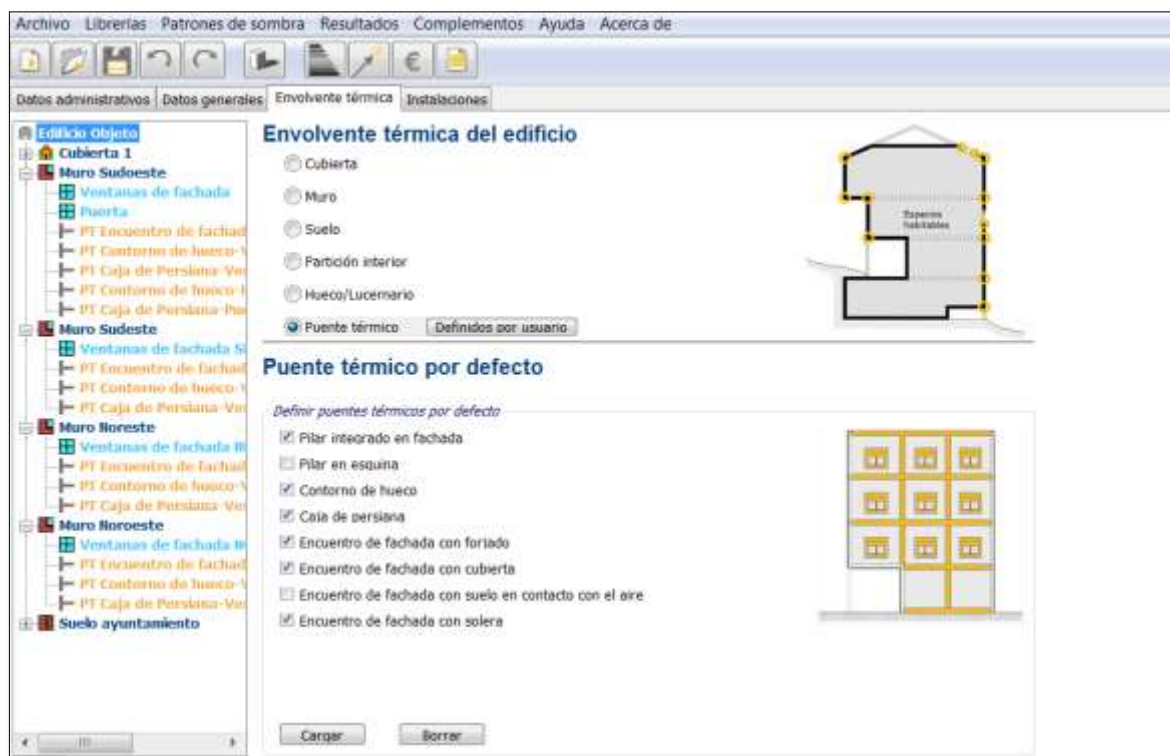 Archivo Librerías Patrones de sombra Resultados Complementos Ayuda Acerca de
€
Datos administrativos Datos generales Envolvente térmica Instalaciones
Edificio Objeto
Cubierta 1
Muro Sudoeste
Ventanas de fachada
Puerta
PT Encuentro de fachad
PT Contorno de hueco-V
PT Caja de Persiana-Ven
PT Contorno de hueco-
PT Caja de Persiana-Pue
Muro Sudeste
Ventanas de fachada S
PT Encuentro de fachad
PT Contorno de hueco-V
PT Caja de Persiana-Ven
Muro Noreste
Ventanas de fachada N
PT Encuentro de fachad
PT Contorno de hueco-V
PT Caja de Persiana-Ven
Muro Noroeste
Ventanas de fachada N
PT Encuentro de fachad
PT Contorno de hueco-V
PT Caja de Persiana-Ven
Suelo ayuntamiento
Envolvente térmica del edificio
Cubierta
Muro
Suelo
Partición interior
Hueco/Lucernario
Puente térmico Definidos por usuario
Espacios
habitables
Puente térmico por defecto
Definir puentes térmicos por defecto
Pilar integrado en fachada
Pilar en esquina
Contorno de hueco
Caja de persiana
Encuentro de fachada con forjado
Encuentro de fachada con cubierta
Encuentro de fachada con suelo en contacto con el aire
Encuentro de fachada con solera
Cargar Borrar